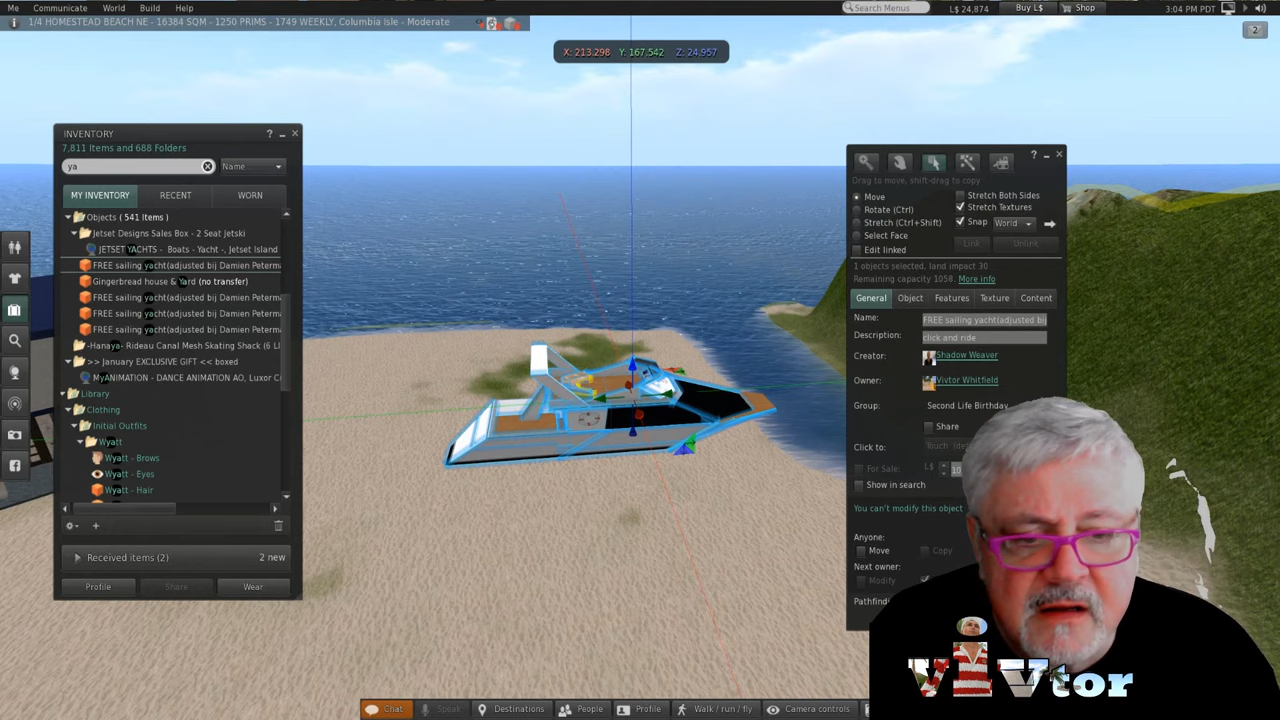 Me Communicate World Build Help
Search Menus
L$ 24,874 Buy L$ Shop 3:04 PM PDT
1/4 HOMESTEAD BEACH NE - 16384 SQM - 1250 PRIMS - 1749 WEEKLY, Columbia Isle - Moderate
2
X: 213.298 Y: 167.542 Z: 24.957
INVENTORY
7,811 Items and 688 Folders
ya
Name
MY INVENTORY RECENT WORN
Objects ( 541 Items )
Jetset Designs Sales Box - 2 Seat Jetski
JETSET YACHTS - Boats - Yacht -, Jetset Island
FREE sailing yacht(adjusted bij Damien Peterma
Gingerbread house & Yard (no transfer)
FREE sailing yacht(adjusted bij Damien Peterma
FREE sailing yacht(adjusted bij Damien Peterma
FREE sailing yacht(adjusted bij Damien Peterma
-Hanaya- Rideau Canal Mesh Skating Shack (6 LI
>> January EXCLUSIVE GIFT << boxed
MyANIMATION - DANCE ANIMATION AO, Luxor C
Library
Clothing
Initial Outfits
Wyatt
Wyatt - Brows
Wyatt - Eyes
Wyatt - Hair
Received items (2) 2 new
Profile Share Wear
Drag to move, shift-drag to copy
Move
Rotate (Ctrl)
Stretch (Ctrl+Shift)
Select Face
Edit linked
Stretch Both Sides
Stretch Textures
Snap World
Link Unlink
1 objects selected, land impact 30
Remaining capacity 1058. More info
General Object Features Texture Content
Name: FREE sailing yacht(adjusted bij
Description: click and ride
Creator: Shadow Weaver
Owner: Vivtor Whitfield
Group: Second Life Birthday
Share
Click to: Touch (de
For Sale: L$ 10
Show in search
You can't modify this object
Anyone:
Move Copy
Next owner:
Modify
Pathfind
ViVtor
Chat Speak Destinations People Profile Walk / run / fly Camera controls